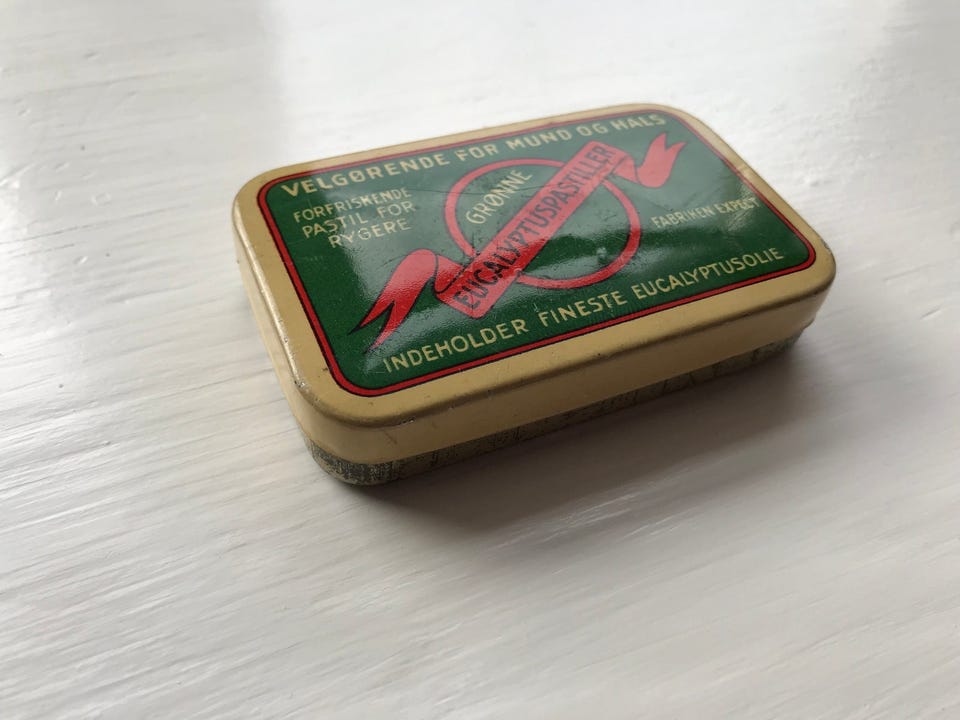 VELGØRENDE FOR MUND OG HALS
FORFRISKENDE
PASTIL FOR
RYGERE
GRØNNE
EUCALYPTUSPASTILLER
FABRIKEN EXPECT
INDEHOLDER FINESTE EUCALYPTUSOLIE